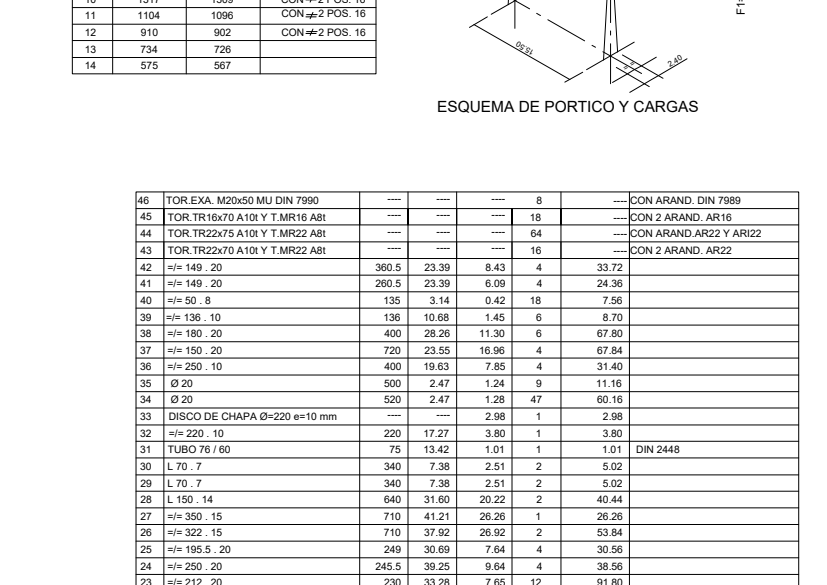 11 1104 1096 CON ≠ 2 POS. 16
12 910 902 CON ≠ 2 POS. 16
13 734 726
14 575 567
15.50
2.40
= =
F1=
ESQUEMA DE PORTICO Y CARGAS
46 TOR.EXA. M20x50 MU DIN 7990 ---- ---- ---- 8 ---- CON ARAND. DIN 7989
45 TOR.TR16x70 A10t Y T.MR16 A8t ---- ---- ---- 18 ---- CON 2 ARAND. AR16
44 TOR.TR22x75 A10t Y T.MR22 A8t ---- ---- ---- 64 ---- CON ARAND.AR22 Y ARI22
43 TOR.TR22x70 A10t Y T.MR22 A8t ---- ---- ---- 16 ---- CON 2 ARAND. AR22
42 =/= 149 . 20 360.5 23.39 8.43 4 33.72
41 =/= 149 . 20 260.5 23.39 6.09 4 24.36
40 =/= 50 . 8 135 3.14 0.42 18 7.56
39 =/= 136 . 10 136 10.68 1.45 6 8.70
38 =/= 180 . 20 400 28.26 11.30 6 67.80
37 =/= 150 . 20 720 23.55 16.96 4 67.84
36 =/= 250 . 10 400 19.63 7.85 4 31.40
35 Ø 20 500 2.47 1.24 9 11.16
34 Ø 20 520 2.47 1.28 47 60.16
33 DISCO DE CHAPA Ø=220 e=10 mm ---- ---- 2.98 1 2.98
32 =/= 220 . 10 220 17.27 3.80 1 3.80
31 TUBO 76 / 60 75 13.42 1.01 1 1.01 DIN 2448
30 L 70 . 7 340 7.38 2.51 2 5.02
29 L 70 . 7 340 7.38 2.51 2 5.02
28 L 150 . 14 640 31.60 20.22 2 40.44
27 =/= 350 . 15 710 41.21 26.26 1 26.26
26 =/= 322 . 15 710 37.92 26.92 2 53.84
25 =/= 195.5 . 20 249 30.69 7.64 4 30.56
24 =/= 250 . 20 245.5 39.25 9.64 4 38.56
23 =/= 212 . 20 230 33.28 7.65 12 91.80